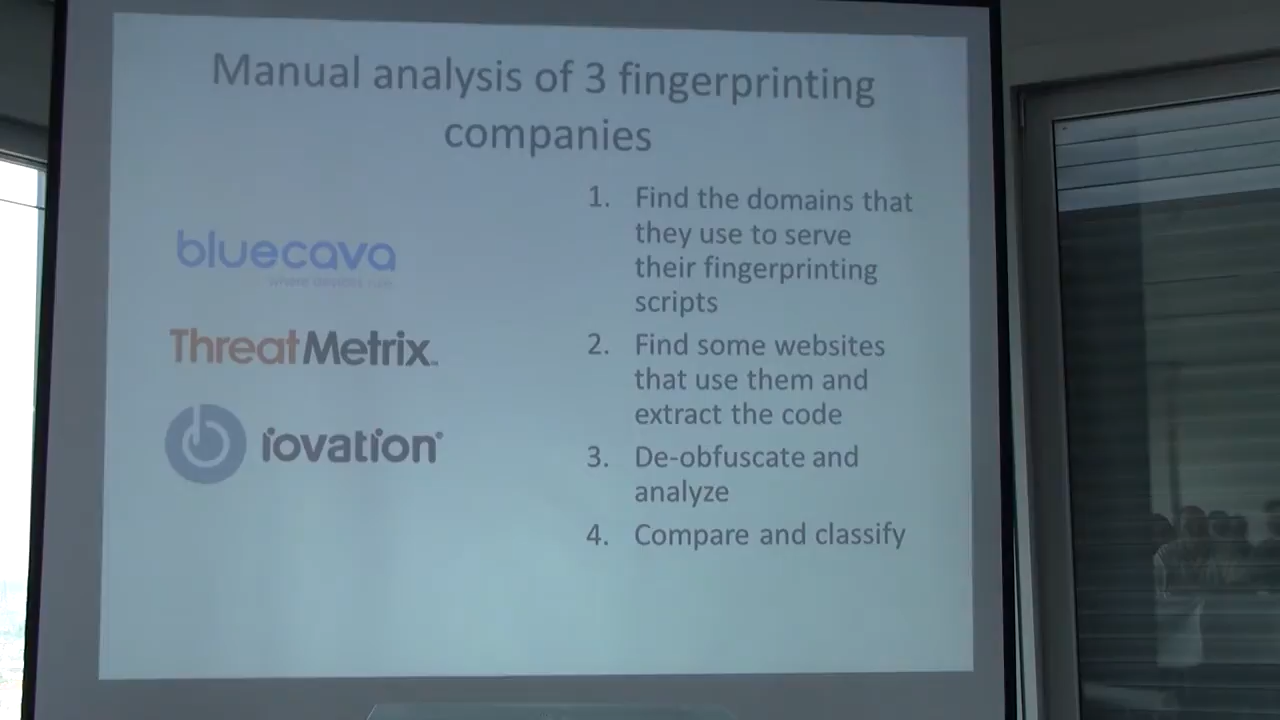 Manual analysis of 3 fingerprinting
companies
bluecava
ThreatMetrix
iovation
1. Find the domains that
they use to serve
their fingerprinting
scripts
2. Find some websites
that use them and
extract the code
3. De-obfuscate and
analyze
4. Compare and classify